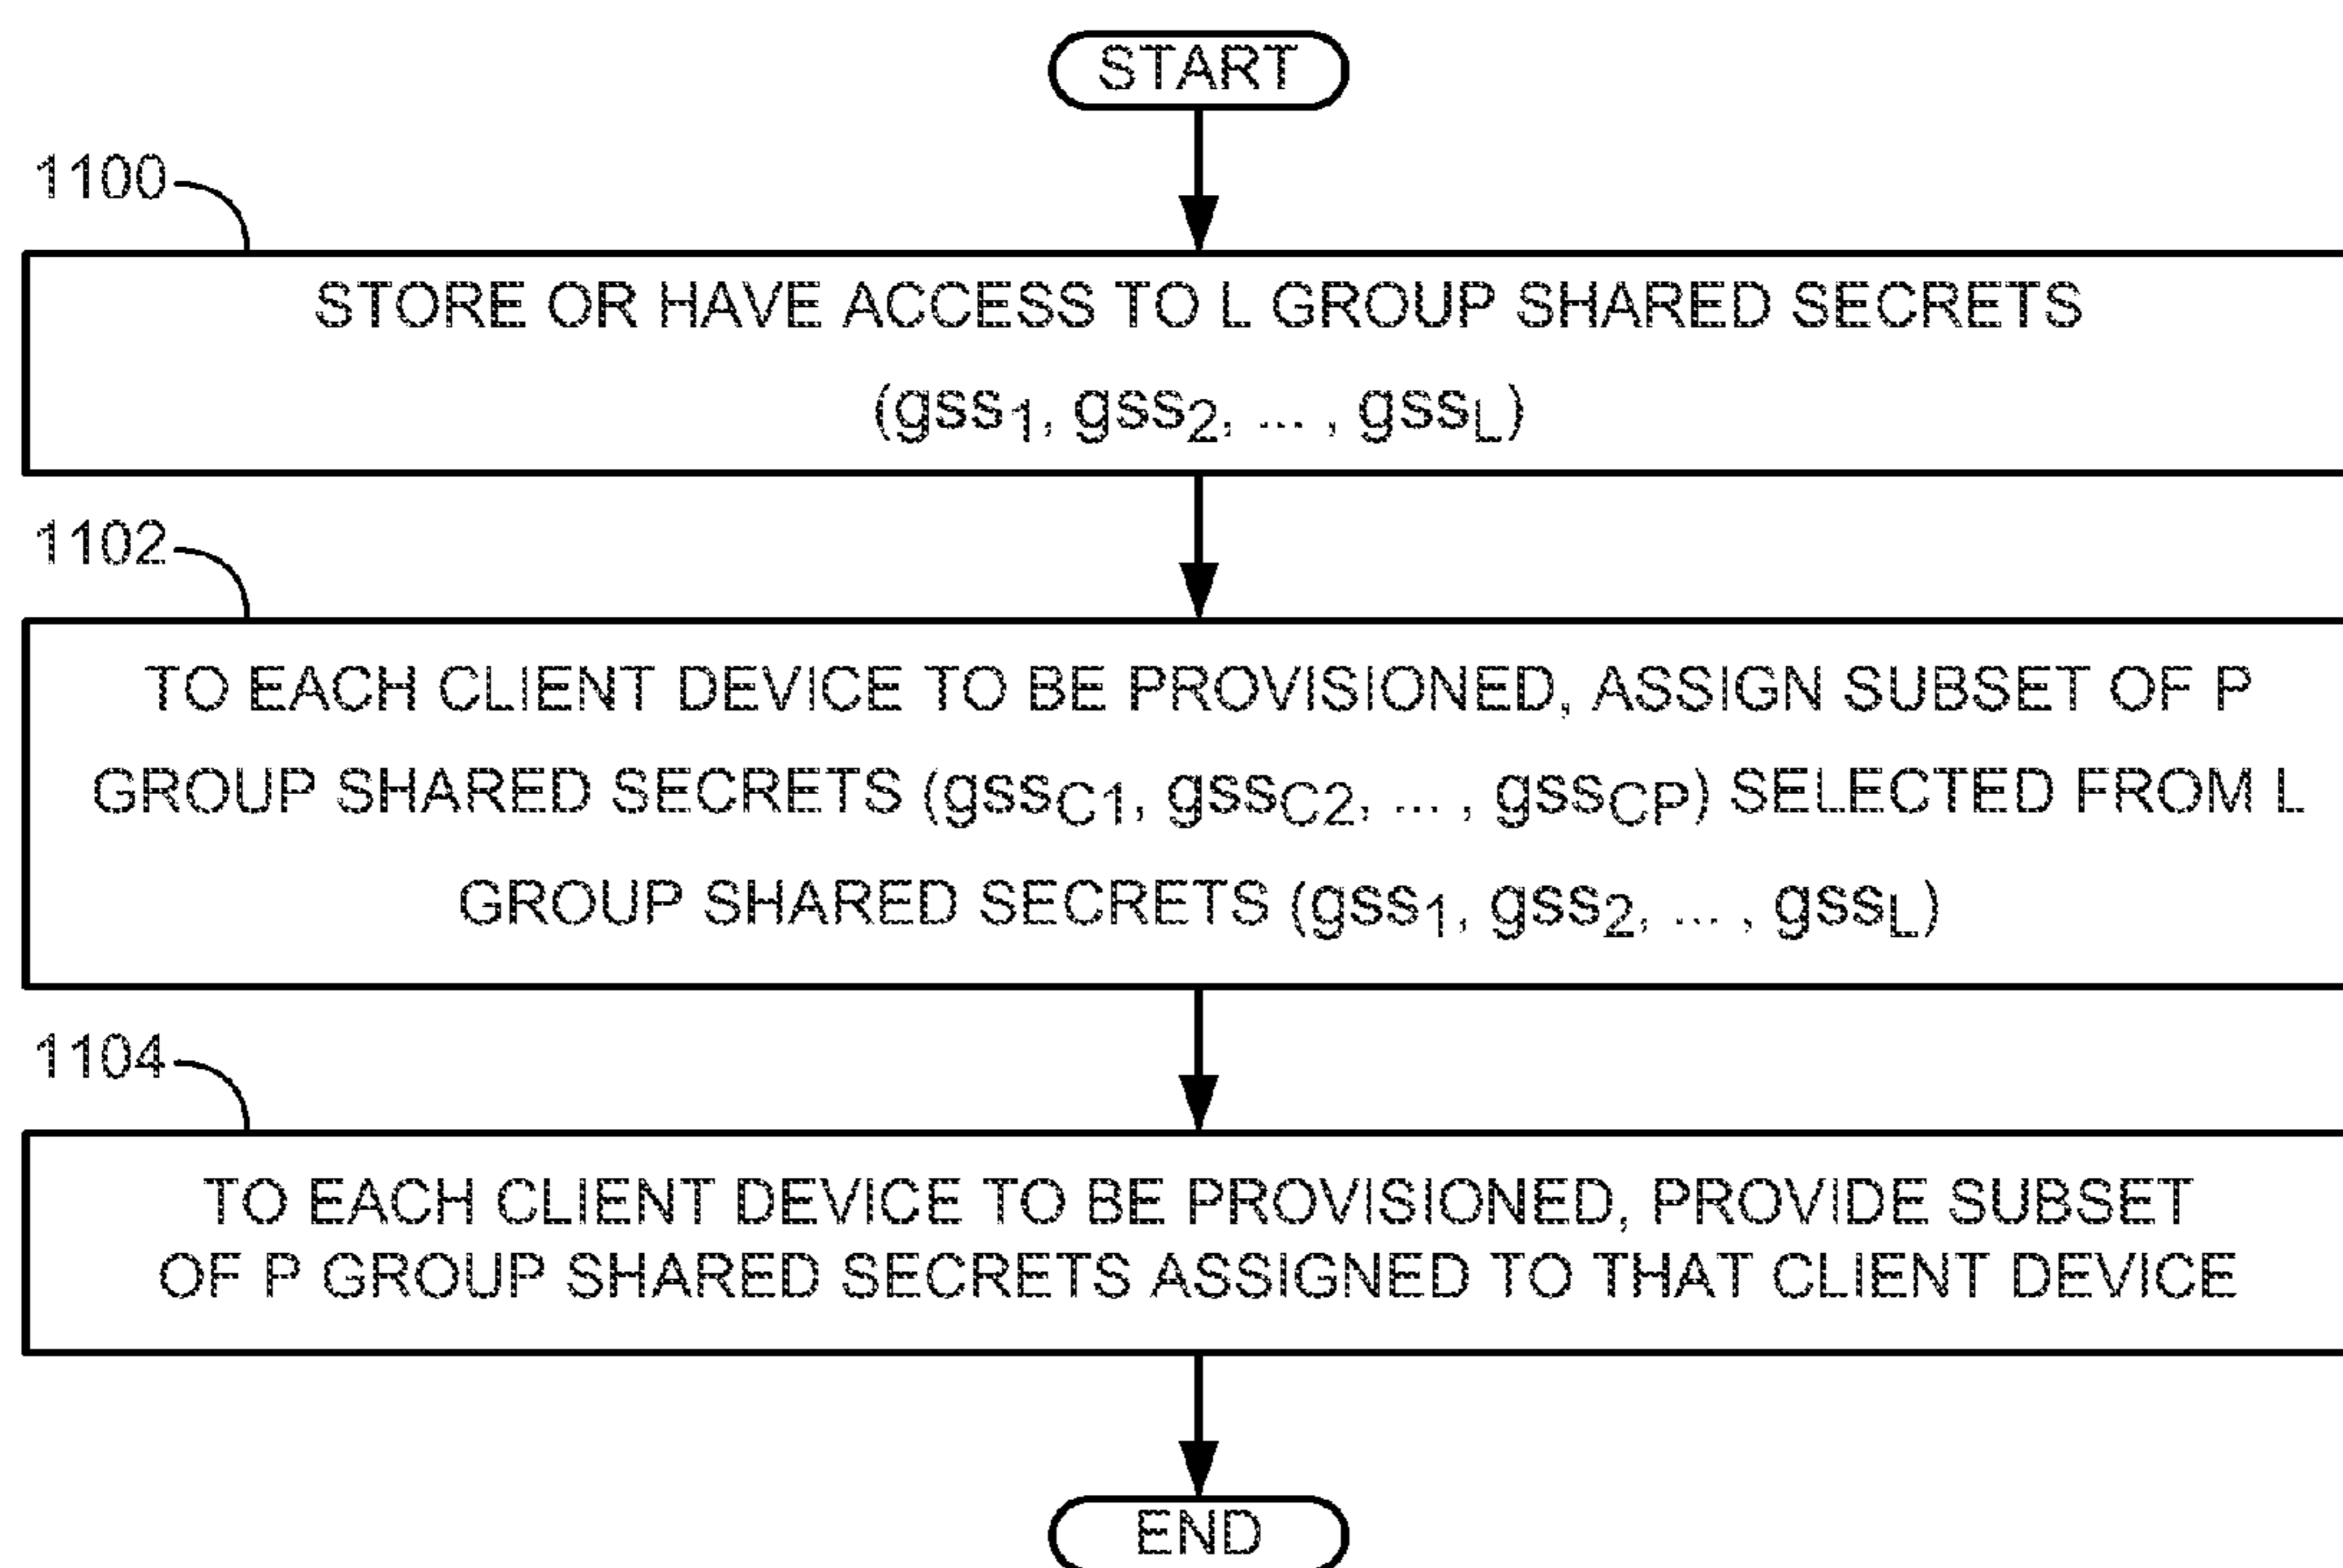 START
1100
STORE OR HAVE ACCESS TO L GROUP SHARED SECRETS
(gss1, gss2, ... , gssL)
1102
TO EACH CLIENT DEVICE TO BE PROVISIONED, ASSIGN SUBSET OF P
GROUP SHARED SECRETS (gssC1, gssC2, ... , gssCP) SELECTED FROM L
GROUP SHARED SECRETS (gss1, gss2, ... , gssL)
1104
TO EACH CLIENT DEVICE TO BE PROVISIONED, PROVIDE SUBSET
OF P GROUP SHARED SECRETS ASSIGNED TO THAT CLIENT DEVICE
END